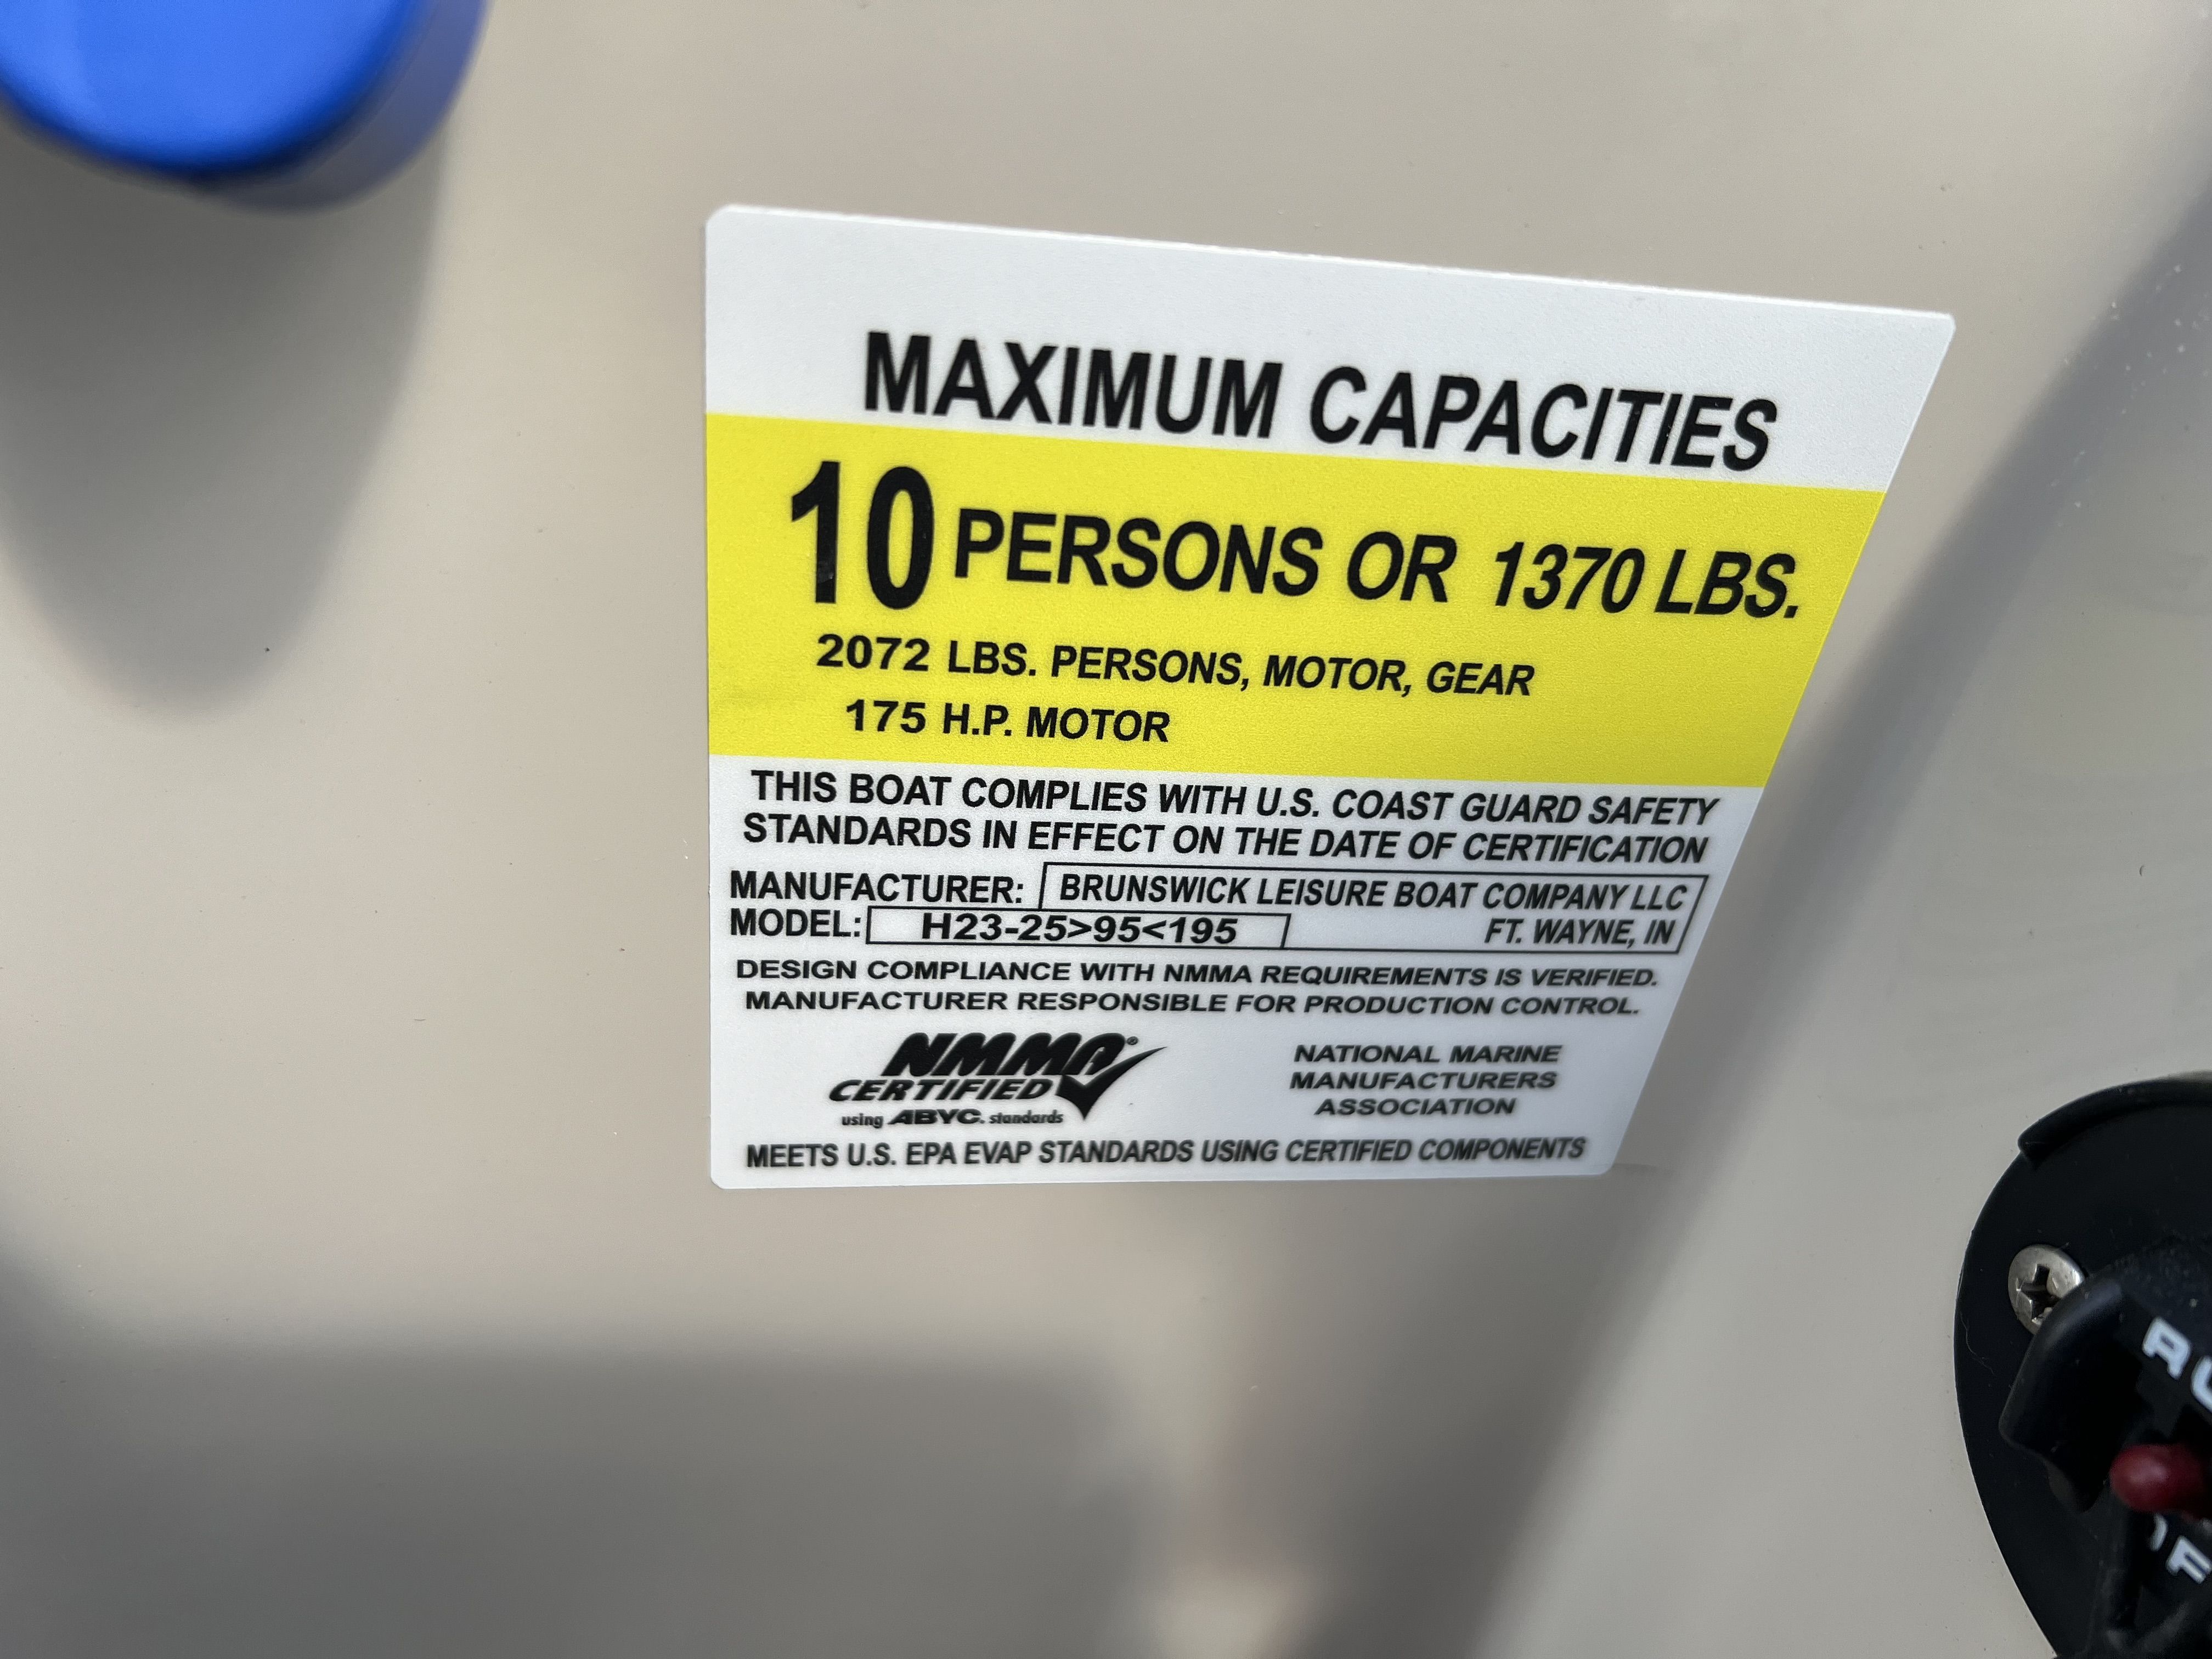 MAXIMUM CAPACITIES
10 PERSONS OR 1370 LBS.
2072 LBS. PERSONS, MOTOR, GEAR
175 H.P. MOTOR
THIS BOAT COMPLIES WITH U.S. COAST GUARD SAFETY
STANDARDS IN EFFECT ON THE DATE OF CERTIFICATION
MANUFACTURER: BRUNSWICK LEISURE BOAT COMPANY LLC
MODEL: H23-25>95<195 FT. WAYNE, IN
DESIGN COMPLIANCE WITH NMMA REQUIREMENTS IS VERIFIED.
MANUFACTURER RESPONSIBLE FOR PRODUCTION CONTROL.
NMMA®
CERTIFIED
using ABYC. standards
NATIONAL MARINE
MANUFACTURERS
ASSOCIATION
MEETS U.S. EPA EVAP STANDARDS USING CERTIFIED COMPONENTS